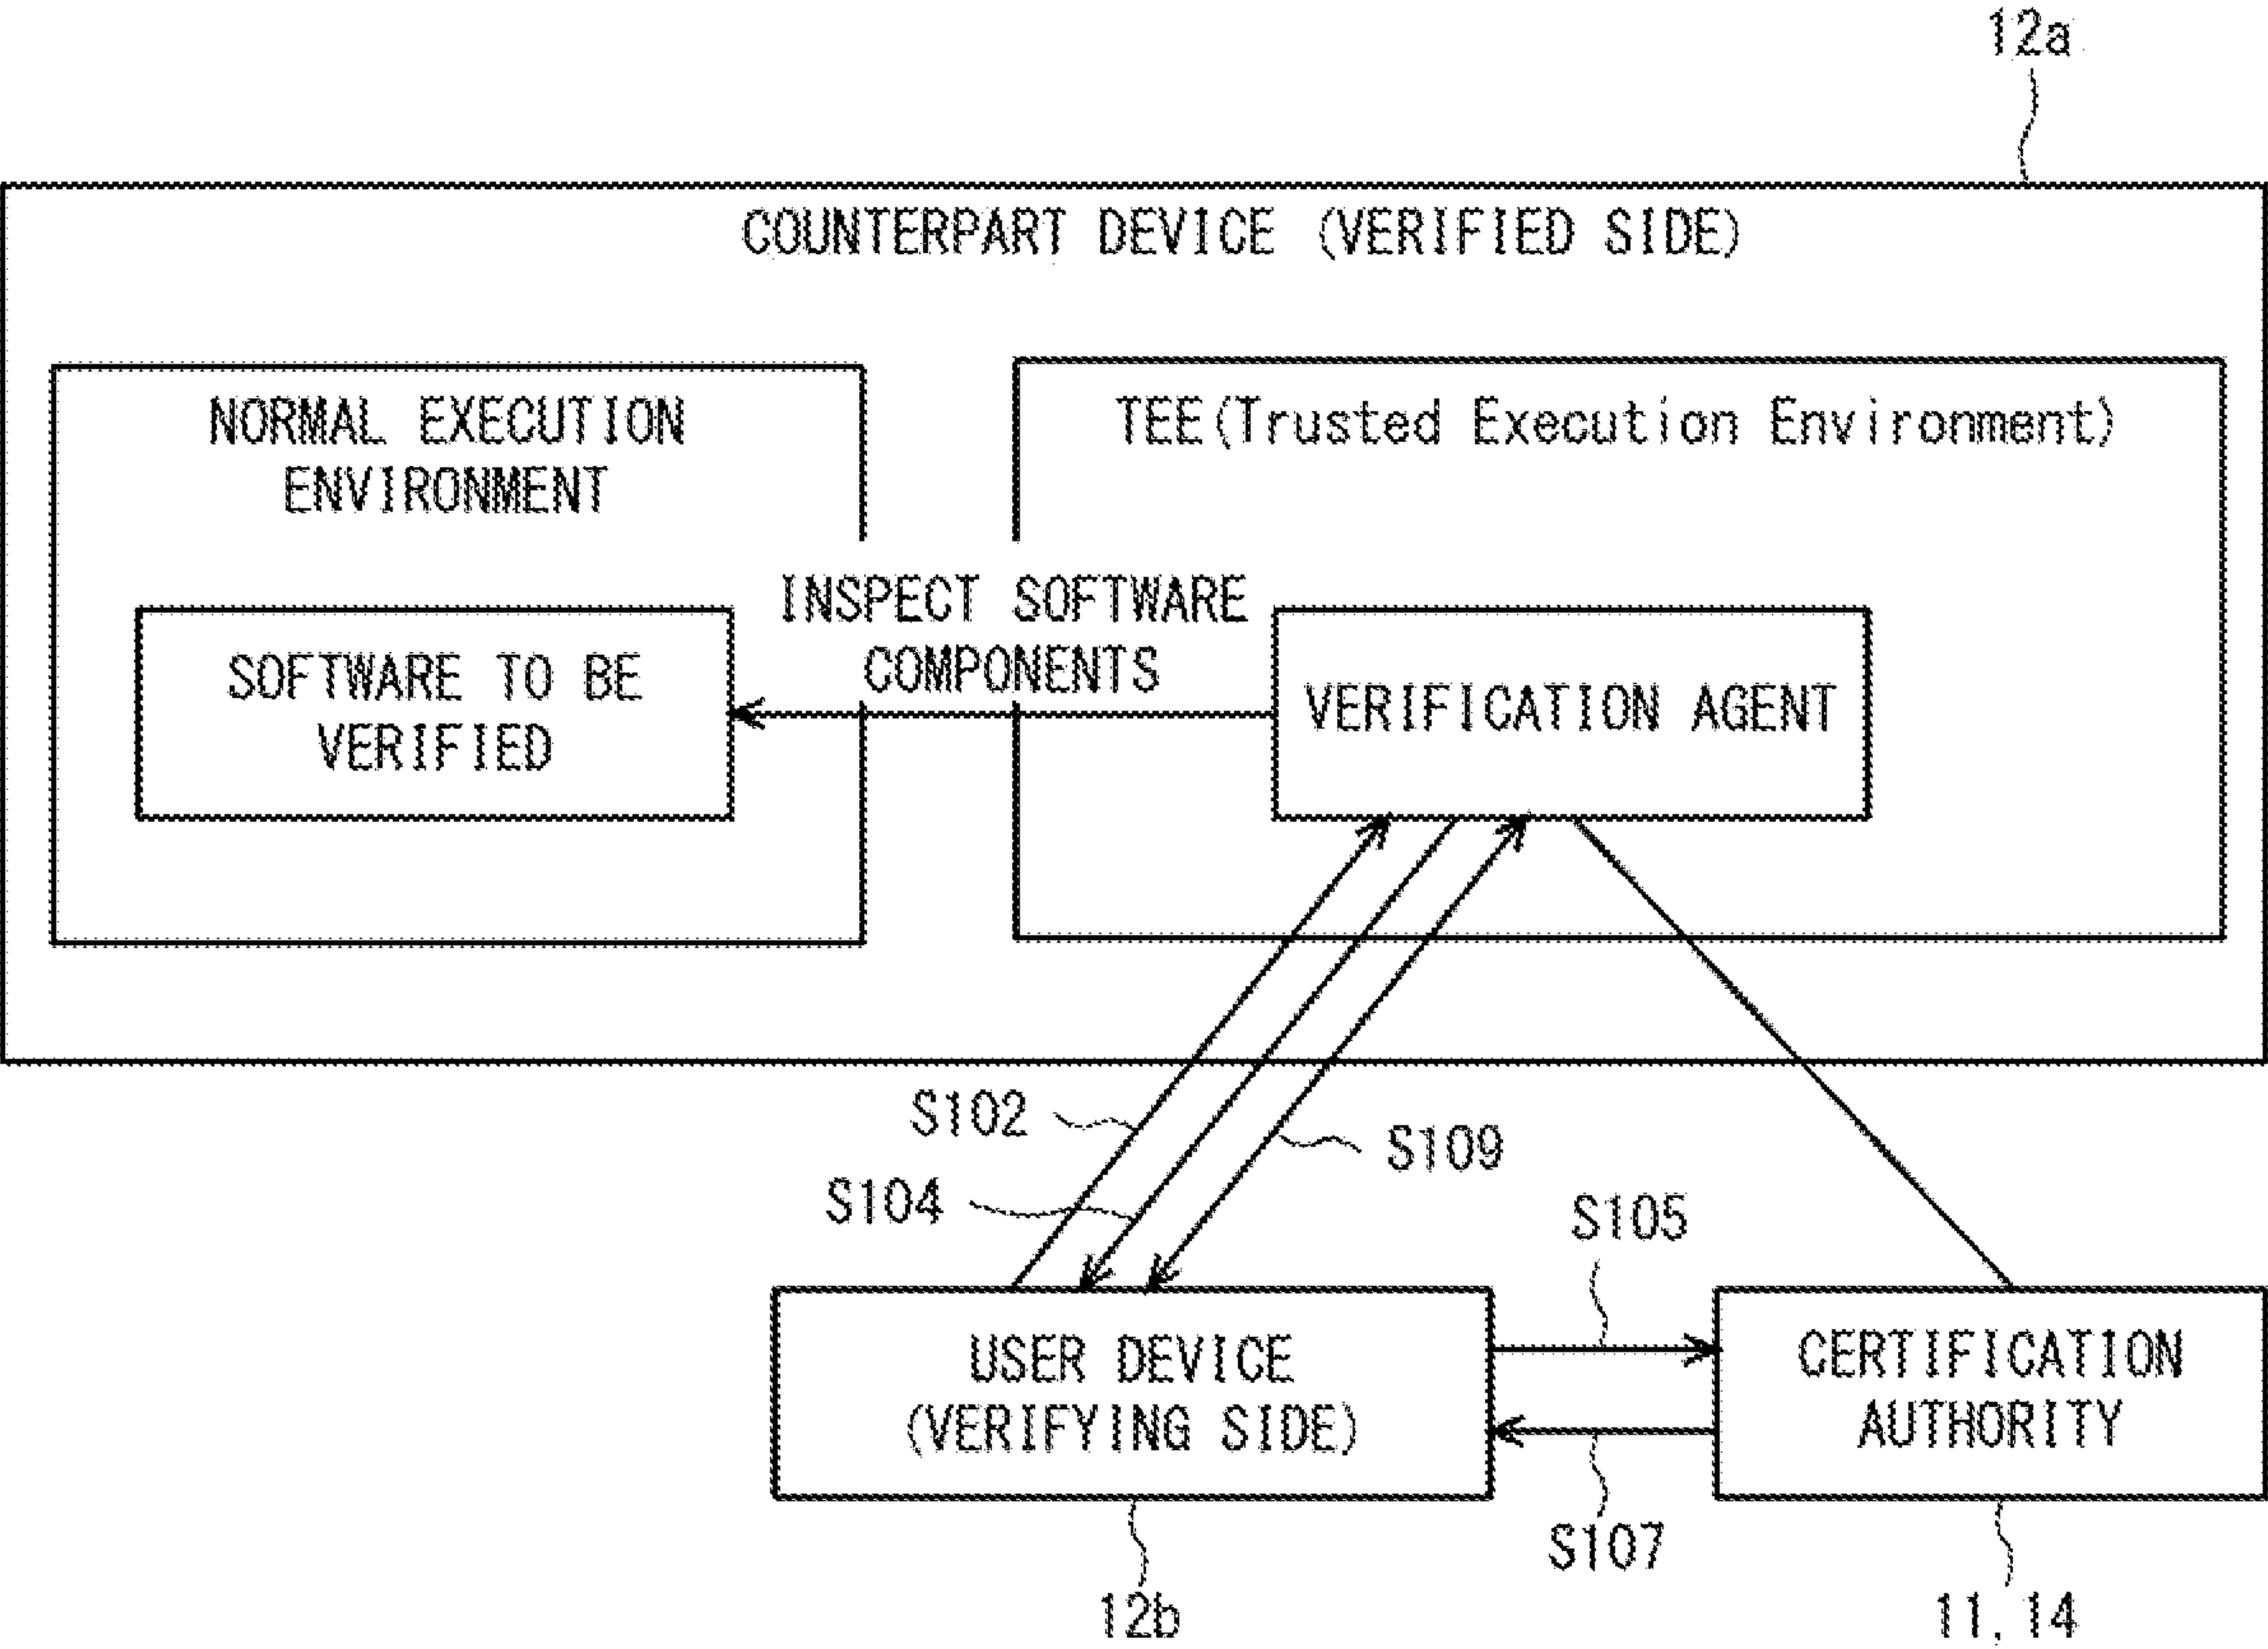 12a
COUNTERPART DEVICE (VERIFIED SIDE)
NORMAL EXECUTION
ENVIRONMENT
TEE(Trusted Execution Environment)
INSPECT SOFTWARE
COMPONENTS
SOFTWARE TO BE
VERIFIED
VERIFICATION AGENT
S102
S109
S104
S105
USER DEVICE
(VERIFYING SIDE)
CERTIFICATION
AUTHORITY
S107
12b
11, 14